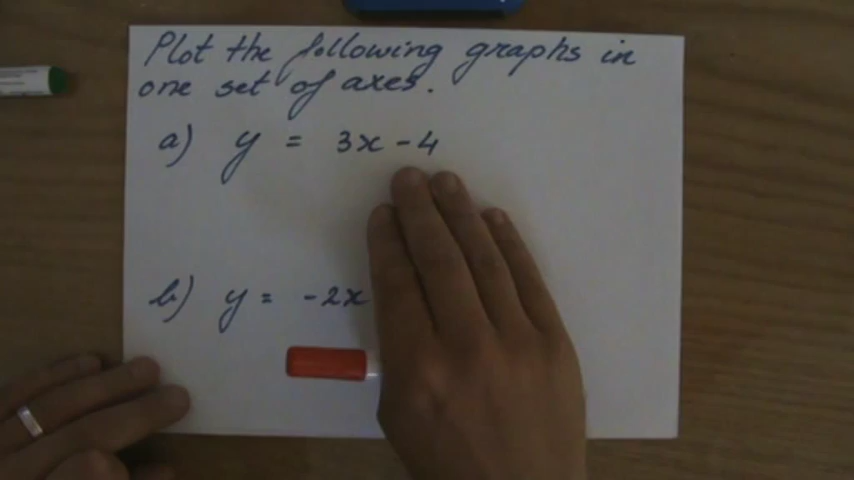 Plot the following graphs in
one set of axes.
a) y = 3x - 4
b) y = -2x